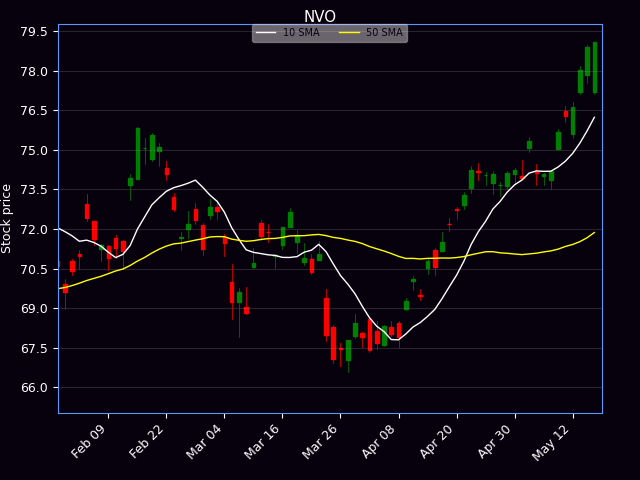 NVO
10 SMA
50 SMA
79.5
78.0
76.5
75.0
73.5
72.0
70.5
69.0
67.5
66.0
Stock price
Feb 09
Feb 22
Mar 04
Mar 16
Mar 26
Apr 08
Apr 20
Apr 30
May 12